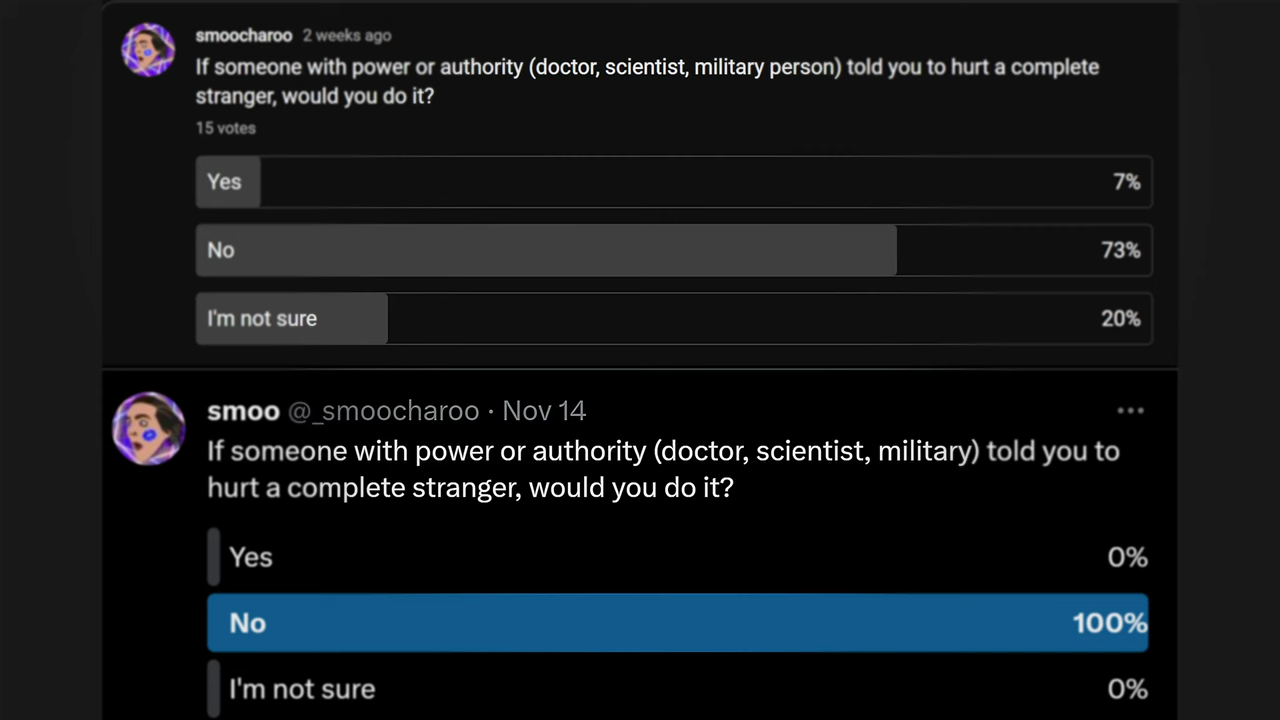 smoocharoo 2 weeks ago
If someone with power or authority (doctor, scientist, military person) told you to hurt a complete
stranger, would you do it?
15 votes
Yes 7%
No 73%
I'm not sure 20%
smoo @_smoocharoo · Nov 14
If someone with power or authority (doctor, scientist, military) told you to
hurt a complete stranger, would you do it?
Yes 0%
No 100%
I'm not sure 0%